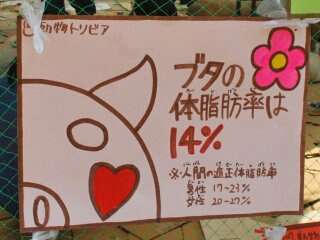 動物トリビア
ブタの
体脂肪率は
14%
※人間の適正体脂肪率
男性 17~23%
女性 20~27%